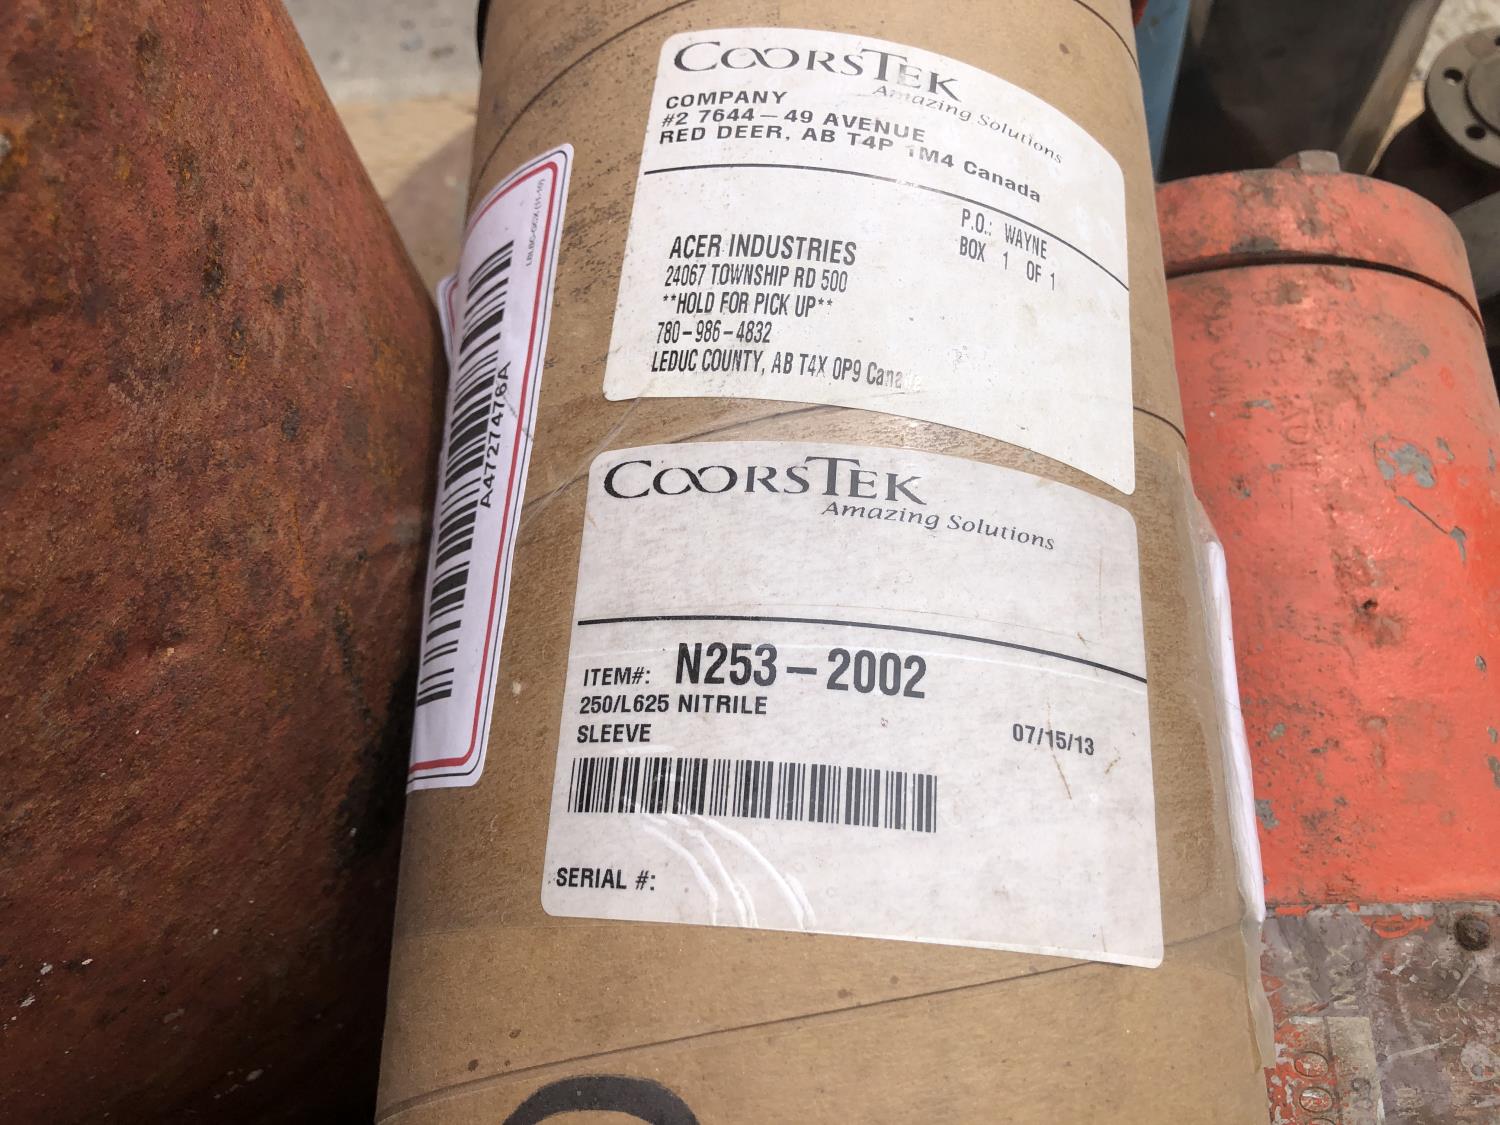 COORSTEK
Amazing Solutions
COMPANY
#2 7644-49 AVENUE
RED DEER, AB T4P 1M4 Canada
P.O.: WAYNE
BOX 1 OF 1
ACER INDUSTRIES
24067 TOWNSHIP RD 500
**HOLD FOR PICK UP**
780-986-4832
LEDUC COUNTY, AB T4X 0P9 Cana
A47274776A
COORSTEK
Amazing Solutions
ITEM#: N253-2002
250/L625 NITRILE
SLEEVE
07/15/13
SERIAL #: